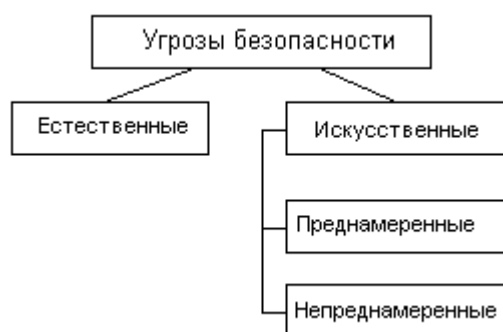 Угрозы безопасности
Естественные
Искусственные
Преднамеренные
Непреднамеренные